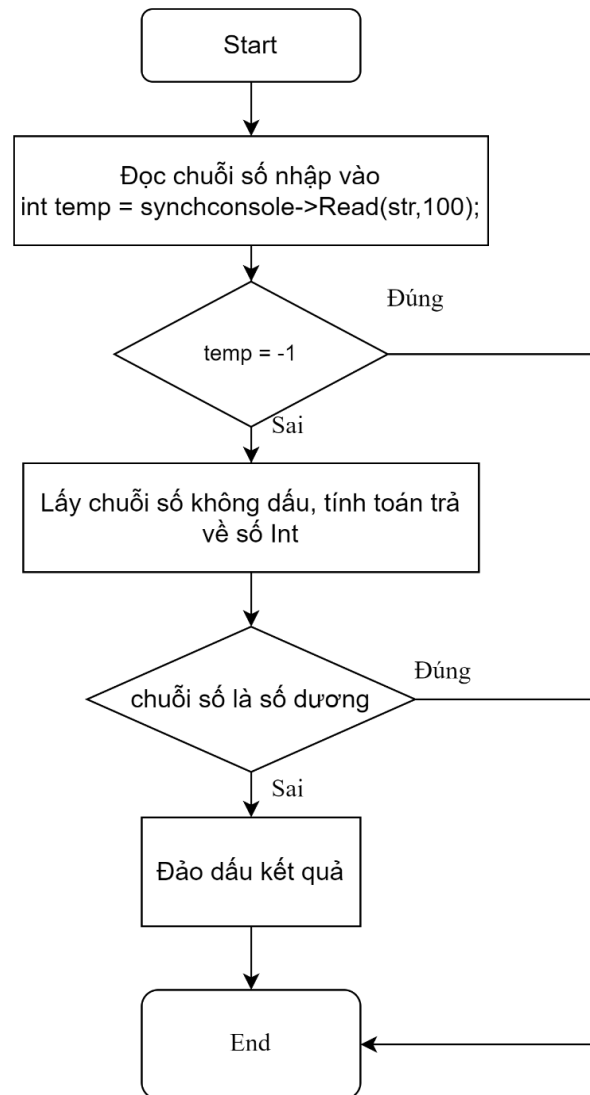 Start
Đọc chuỗi số nhập vào
int temp = synchconsole->Read(str,100);
Đúng
temp = -1
Sai
Lấy chuỗi số không dấu, tính toán trả
về số Int
Đúng
chuỗi số là số dương
Sai
Đảo dấu kết quả
End